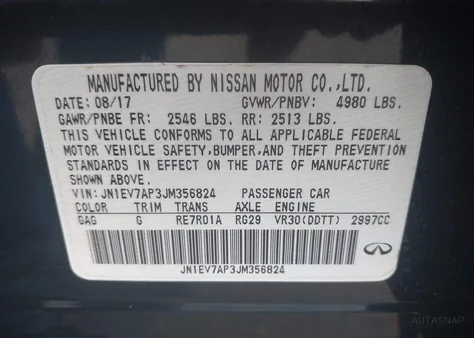 MANUFACTURED BY NISSAN MOTOR CO.,LTD.
DATE: 08/17 GVWR/PNBV: 4980 LBS.
GAWR/PNBE FR: 2546 LBS. RR: 2513 LBS.
THIS VEHICLE CONFORMS TO ALL APPLICABLE FEDERAL
MOTOR VEHICLE SAFETY,BUMPER,AND THEFT PREVENTION
STANDARDS IN EFFECT ON THE DATE OF MANUFACTURE
SHOWN ABOVE.
VIN: JN1EV7AP3JM356824 PASSENGER CAR
COLOR TRIM TRANS AXLE ENGINE
GAG G RE7R01A RG29 VR30(DDTT) 2997CC
JN1EV7AP3JM356824
AUTASNAP